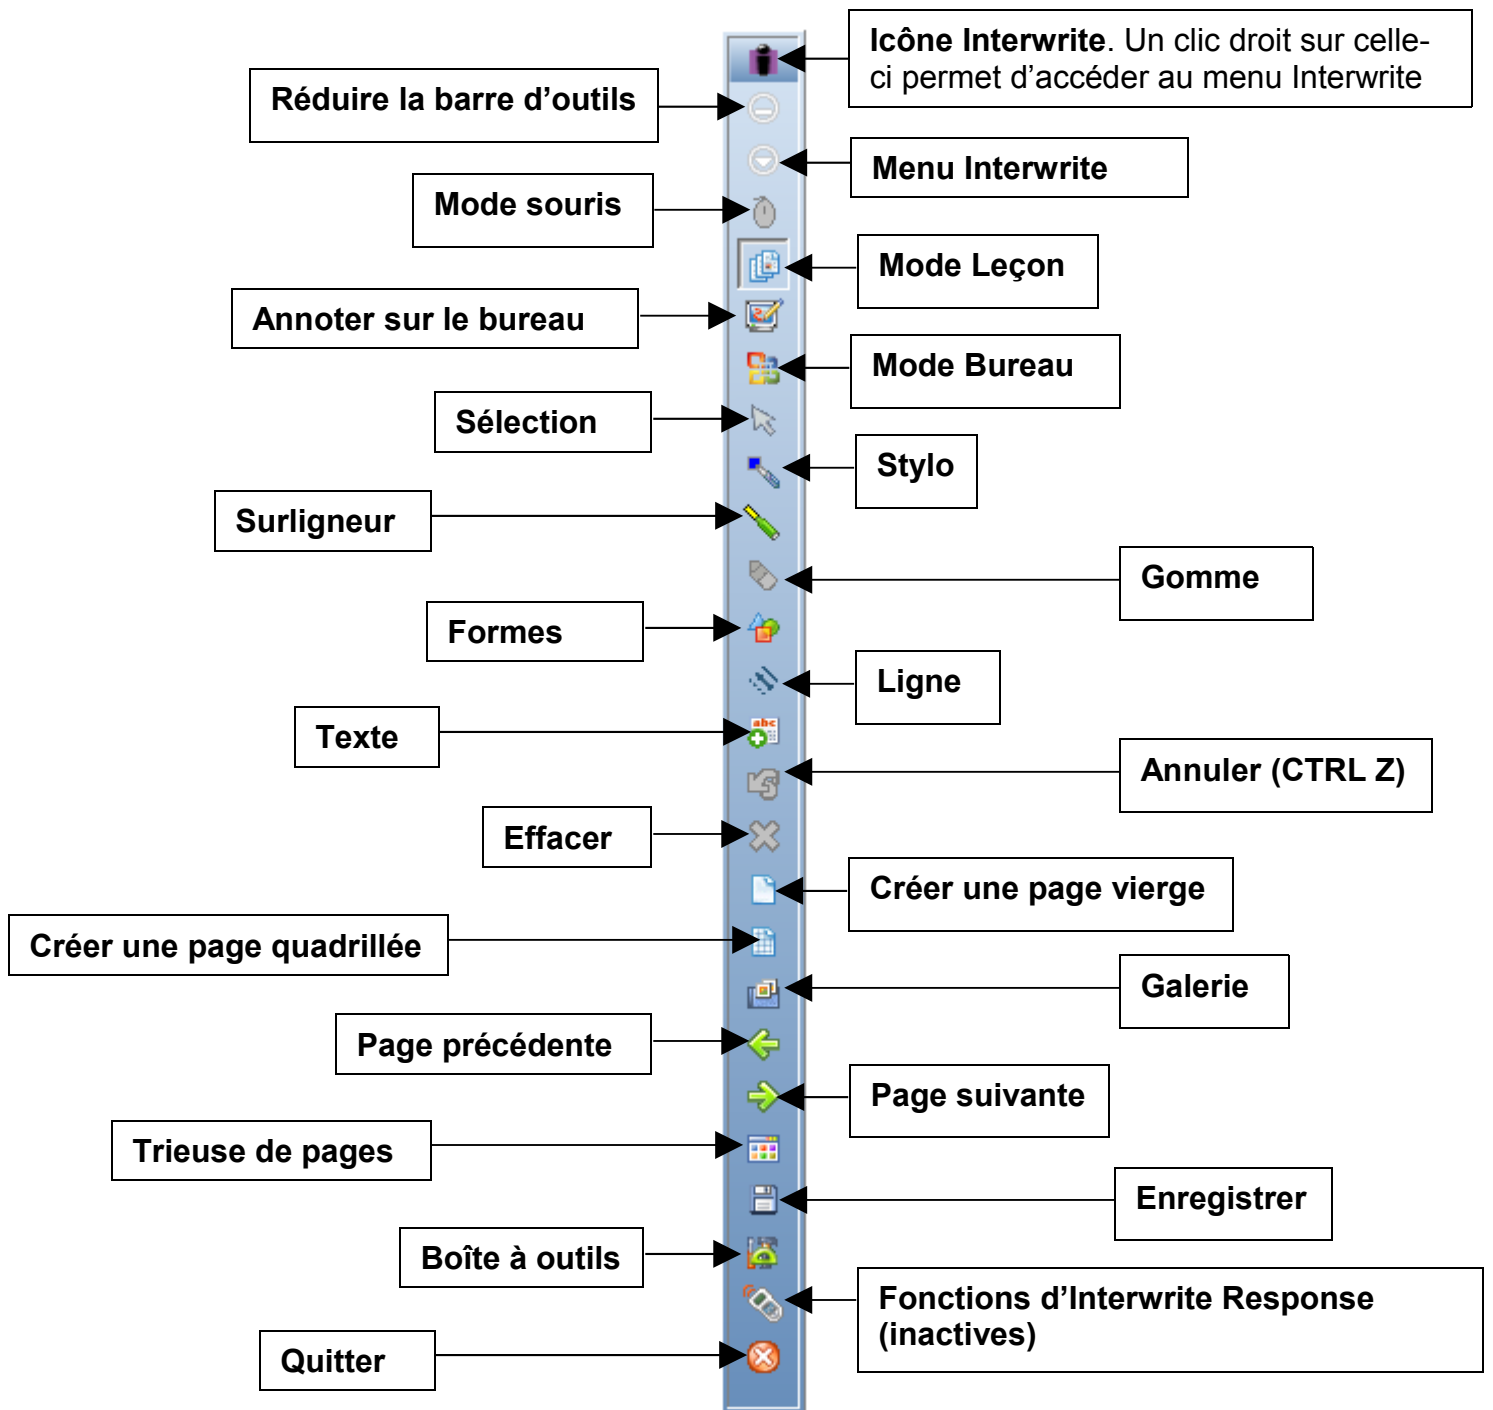 Icône Interwrite. Un clic droit sur celle-
ci permet d’accéder au menu Interwrite
Réduire la barre d’outils
Menu Interwrite
Mode souris
Mode Leçon
Annoter sur le bureau
Mode Bureau
Sélection
Stylo
Surligneur
Gomme
Formes
Ligne
Texte
abc
Annuler (CTRL Z)
Effacer
Créer une page vierge
Créer une page quadrillée
Galerie
Page précédente
Page suivante
Trieuse de pages
Enregistrer
Boîte à outils
Fonctions d’Interwrite Response
(inactives)
Quitter